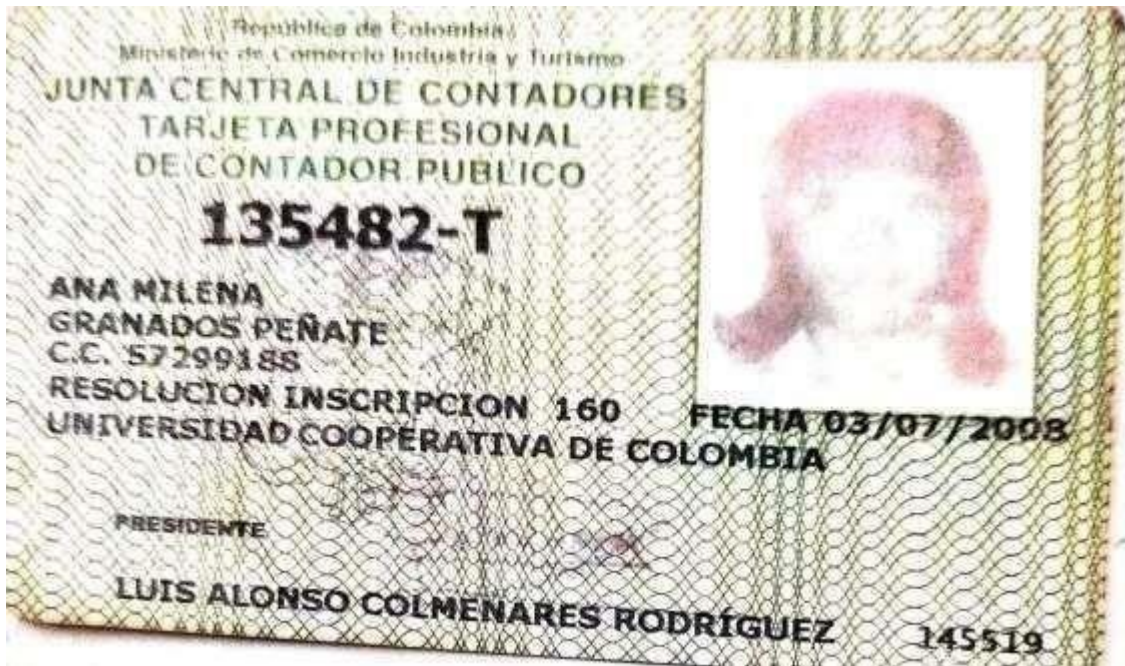 República de Colombia
Ministerio de Comercio Industria y Turismo
JUNTA CENTRAL DE CONTADORES
TARJETA PROFESIONAL
DE CONTADOR PUBLICO
135482-T
ANA MILENA
GRANADOS PEÑATE
C.C. 57299188
RESOLUCION INSCRIPCION 160 FECHA 03/07/2008
UNIVERSIDAD COOPERATIVA DE COLOMBIA
PRESIDENTE
LUIS ALONSO COLMENARES RODRÍGUEZ 145519